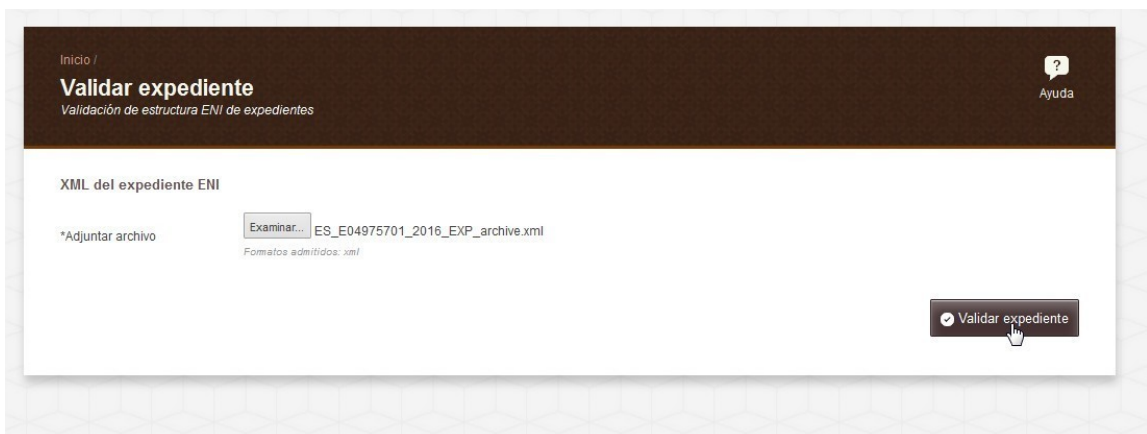 Inicio /
Validar expediente
Validación de estructura ENI de expedientes
?
Ayuda
XML del expediente ENI
*Adjuntar archivo
Examinar... ES_E04975701_2016_EXP_archive.xml
Formatos admitidos: xml
Validar expediente